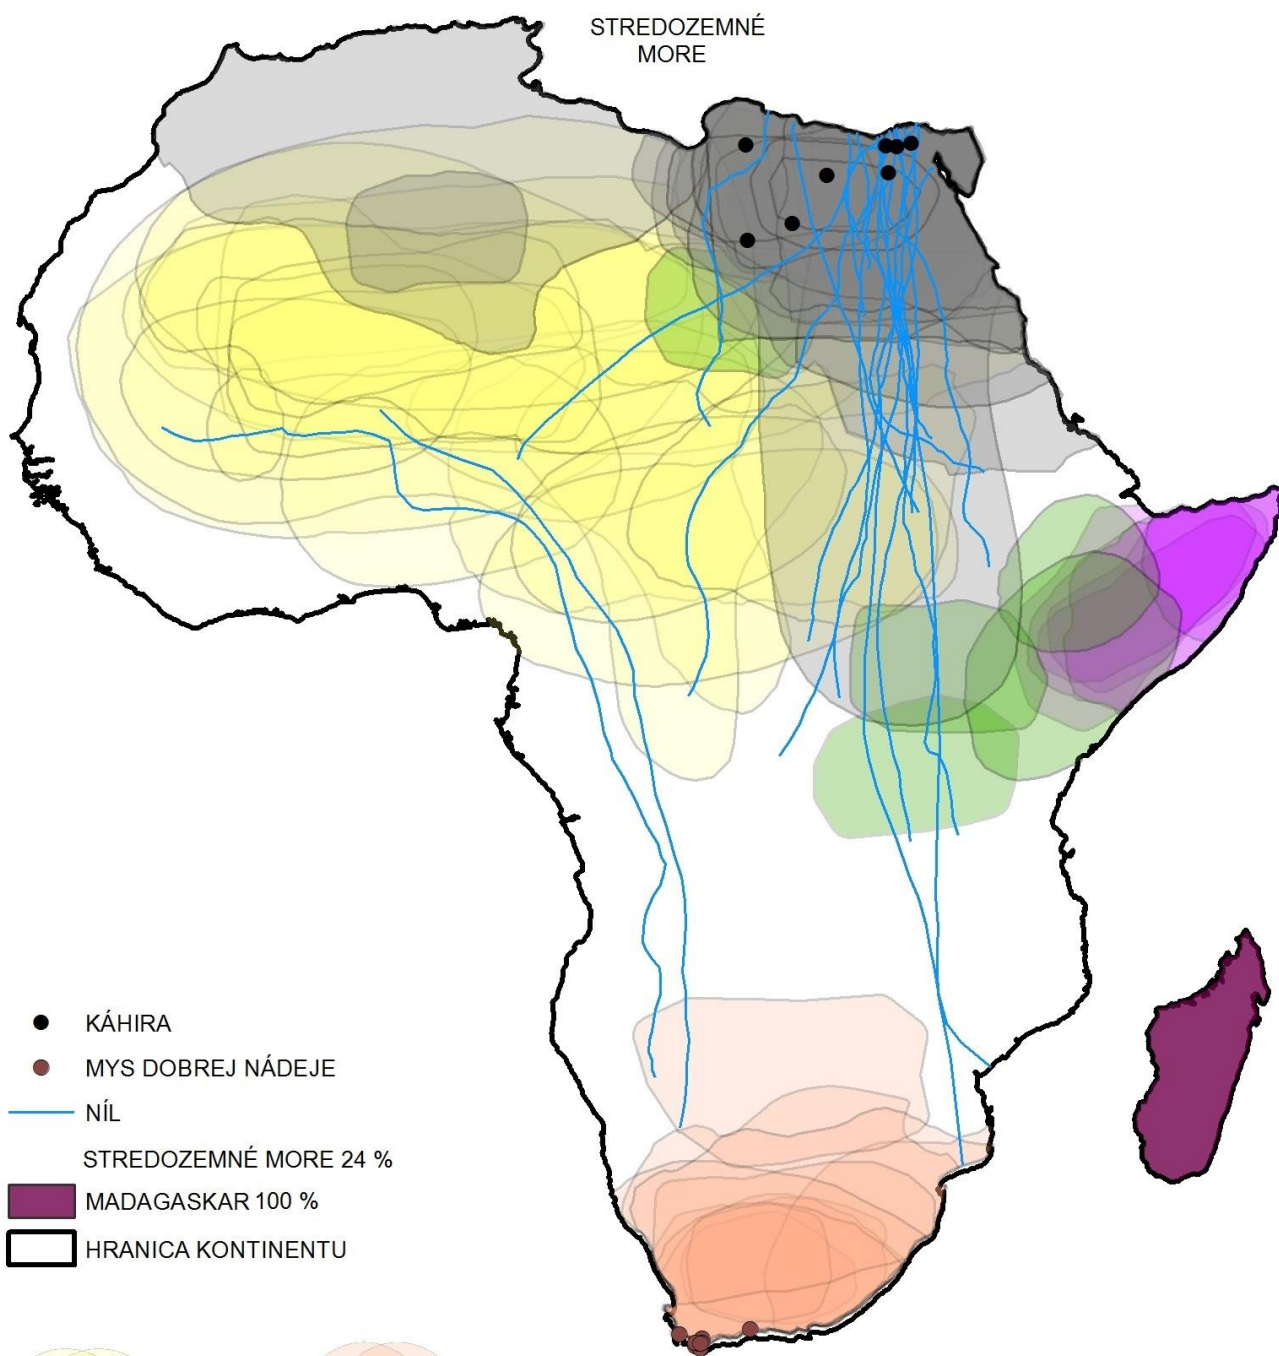 STREDOZEMNÉ
MORE
KÁHIRA
MYS DOBREJ NÁDEJE
NÍL
STREDOZEMNÉ MORE 24 %
MADAGASKAR 100 %
HRANICA KONTINENTU